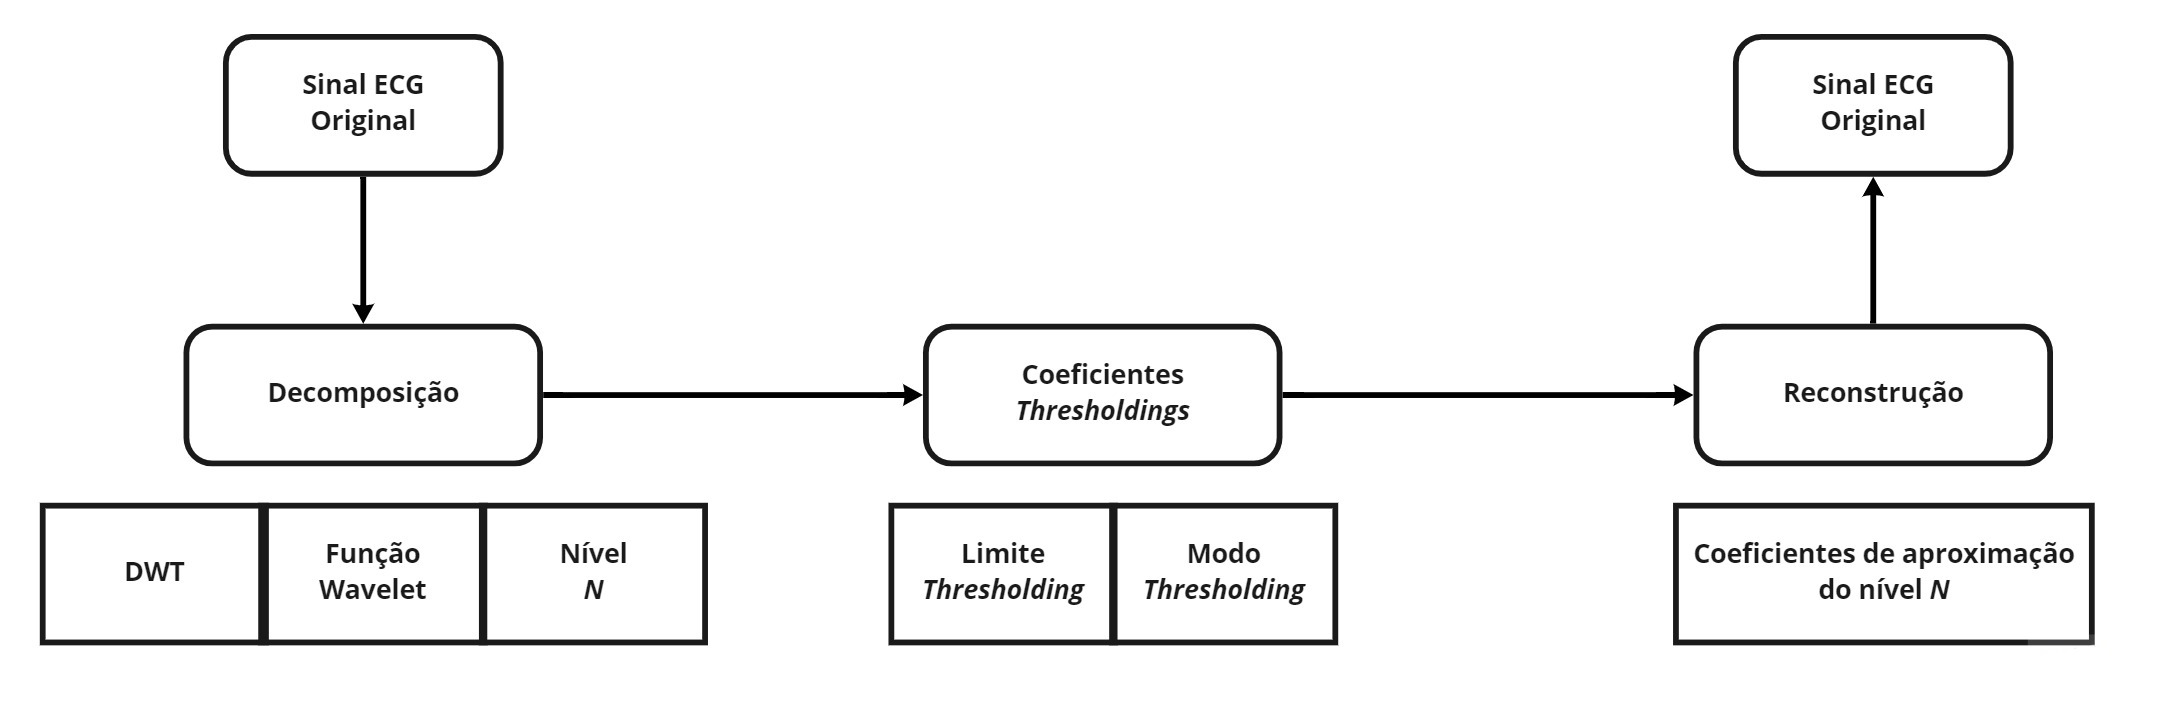 Sinal ECG
Original
Sinal ECG
Original
Decomposição
Coeficientes
Thresholdings
Reconstrução
DWT
Função
Wavelet
Nível
N
Limite
Thresholding
Modo
Thresholding
Coeficientes de aproximação
do nível N